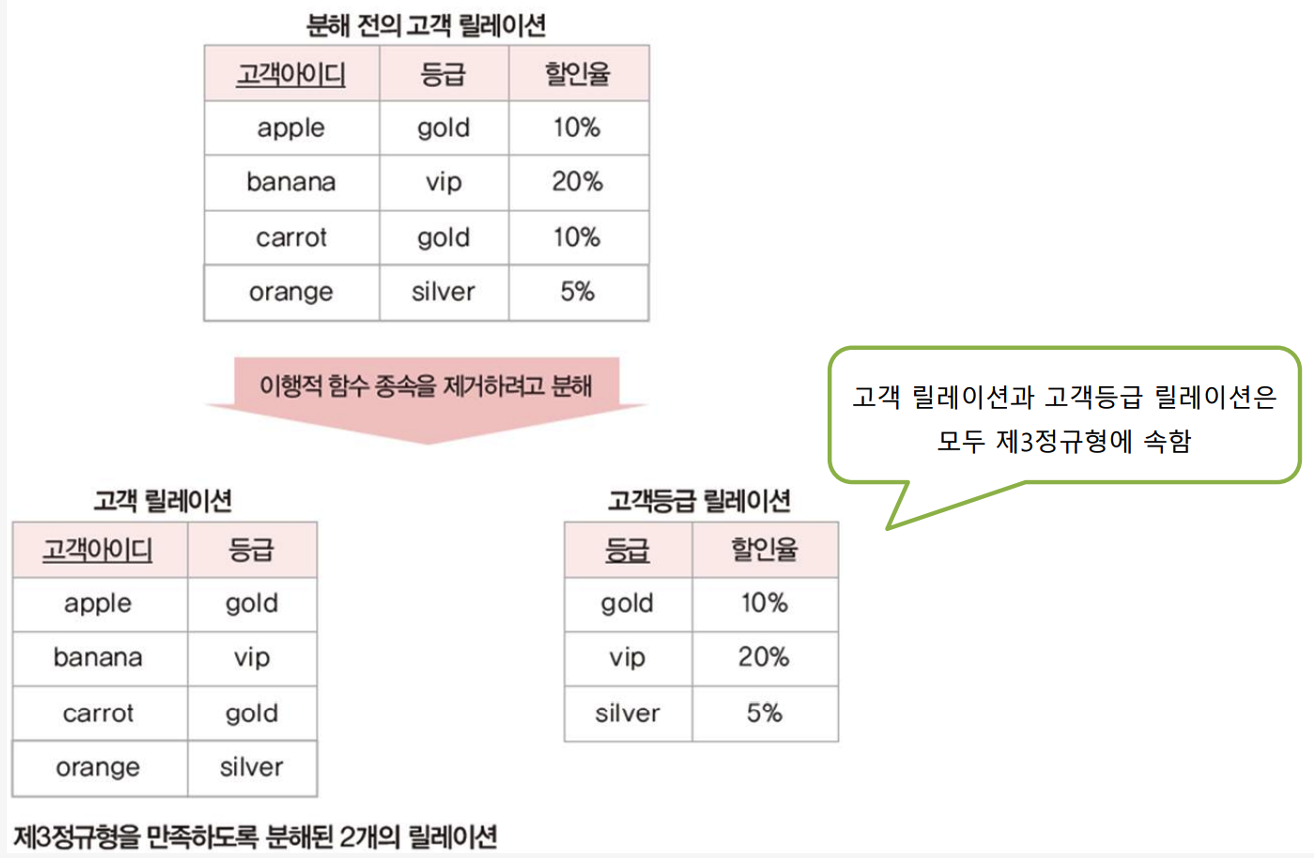 분해 전의 고객 릴레이션
고객아이디 등급 할인율
apple gold 10%
banana vip 20%
carrot gold 10%
orange silver 5%
이행적 함수 종속을 제거하려고 분해
고객 릴레이션과 고객등급 릴레이션은
모두 제3정규형에 속함
고객 릴레이션
고객아이디 등급
apple gold
banana vip
carrot gold
orange silver
고객등급 릴레이션
등급 할인율
gold 10%
vip 20%
silver 5%
제3정규형을 만족하도록 분해된 2개의 릴레이션